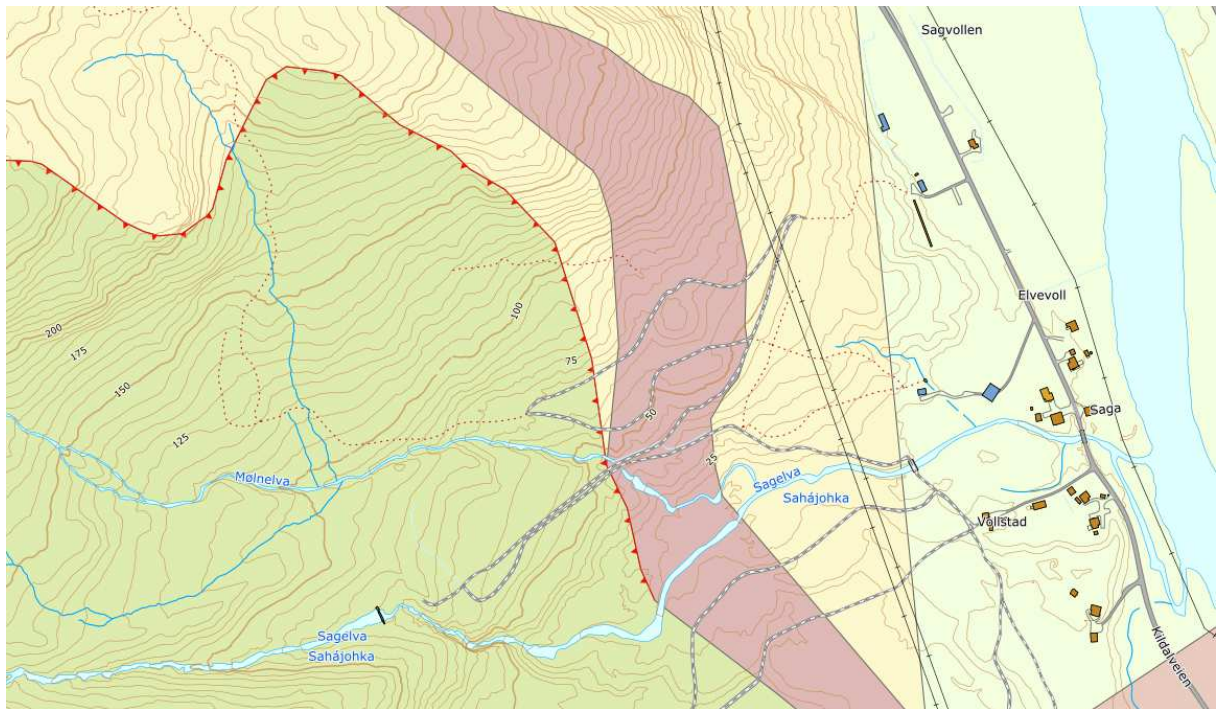 Sagvollen
Elvevoll
200
175
150
125
100
75
50
25
Saga
Mølnelva
Sagelva
Sahájohka
Vollstad
Sagelva
Sahájohka
Kildalveien